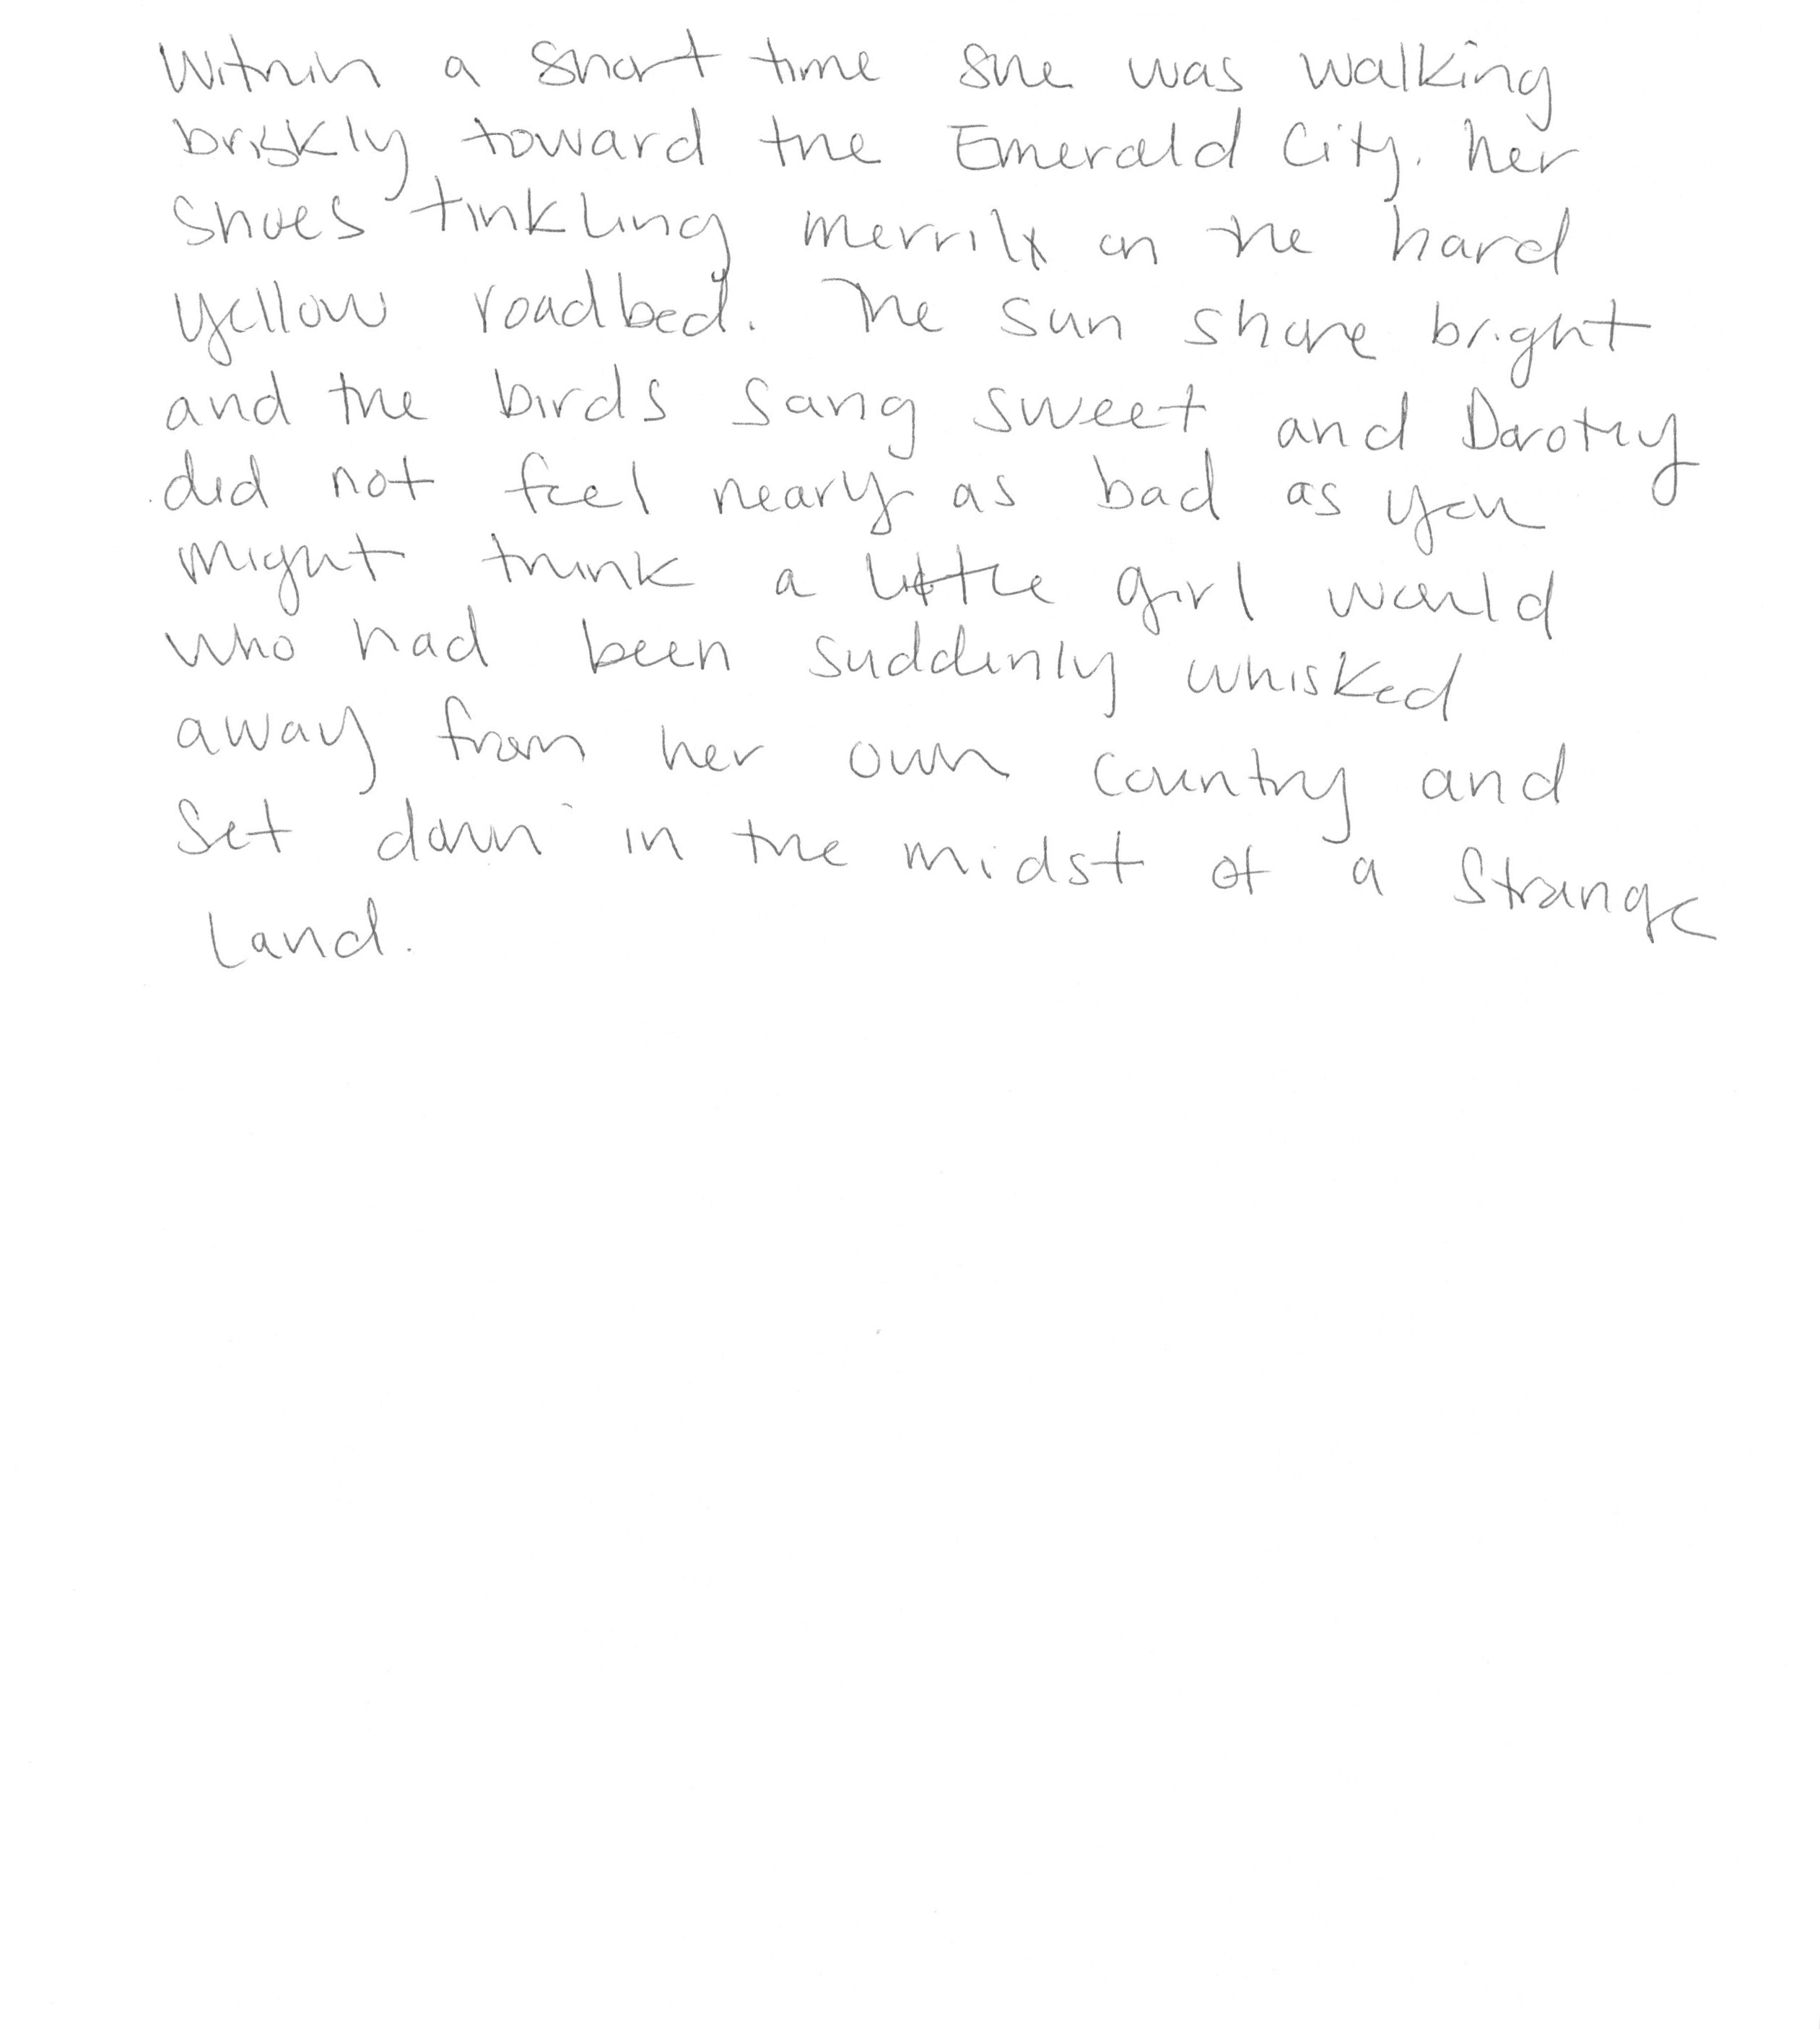 Within a short time she was walking
briskly toward the Emerald City. her
shoes tinkling merrily on the hard
yellow roadbed. The sun shone bright
and the birds sang sweet and Dorothy
did not feel nearly as bad as you
might think a little girl would
who had been suddenly whisked
away from her own country and
set down in the midst of a strange
land.